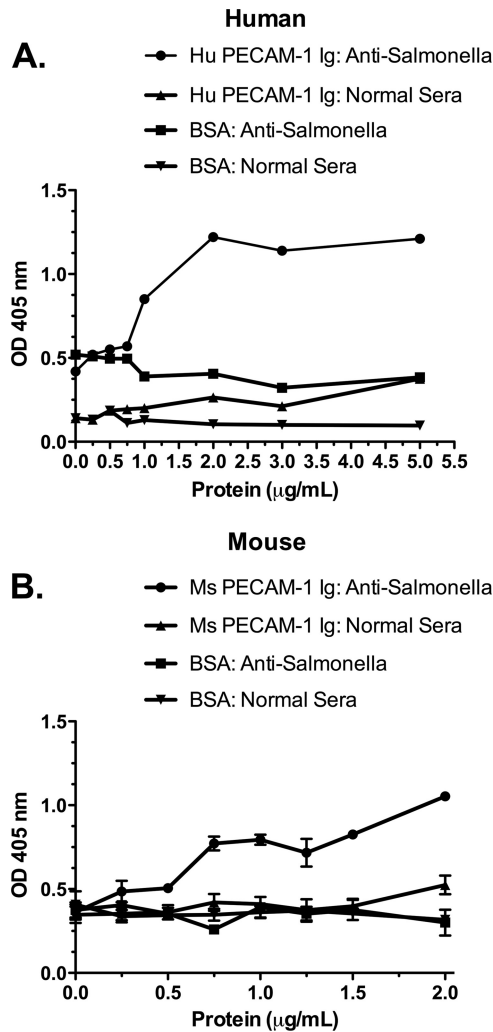 Human
A.
Hu PECAM-1 Ig: Anti-Salmonella
Hu PECAM-1 Ig: Normal Sera
BSA: Anti-Salmonella
BSA: Normal Sera
1.5
1.0
0.5
0.0
OD 405 nm
0.0 0.5 1.0 1.5 2.0 2.5 3.0 3.5 4.0 4.5 5.0 5.5
Protein (μg/mL)
Mouse
B.
Ms PECAM-1 Ig: Anti-Salmonella
Ms PECAM-1 Ig: Normal Sera
BSA: Anti-Salmonella
BSA: Normal Sera
1.5
1.0
0.5
0.0
OD 405 nm
0.0 0.5 1.0 1.5 2.0
Protein (μg/mL)